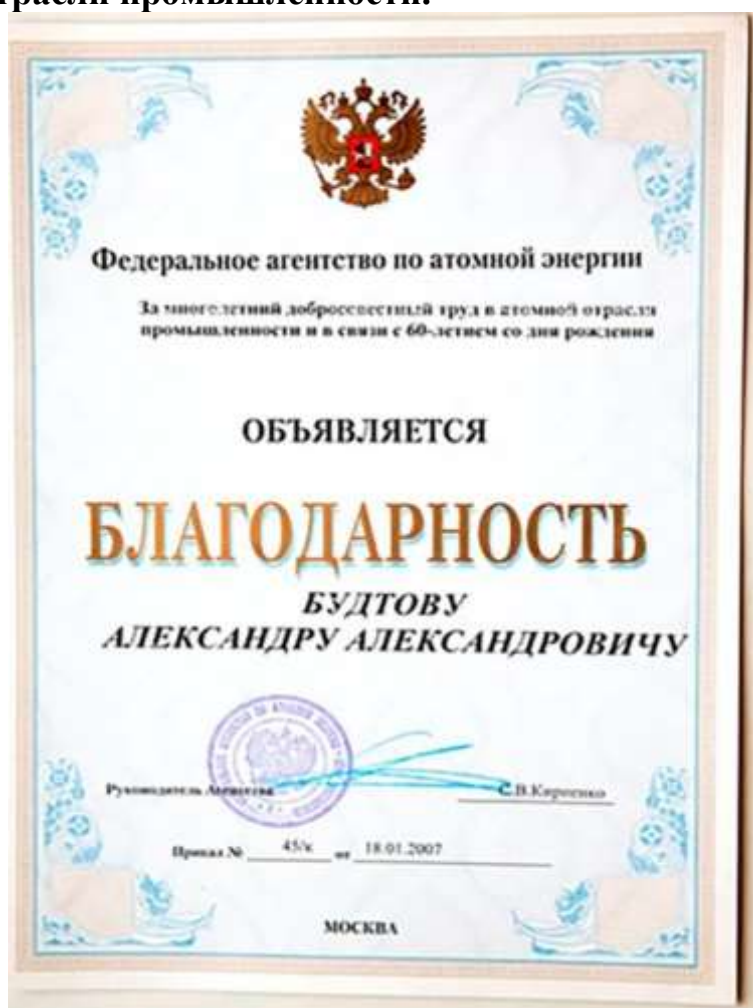 трасли промышленности.
Федеральное агентство по атомной энергии
За многолетний добросовестный труд в атомной отрасли
промышленности и в связи с 60-летием со дня рождения
ОБЪЯВЛЯЕТСЯ
БЛАГОДАРНОСТЬ
БУДТОВУ
АЛЕКСАНДРУ АЛЕКСАНДРОВИЧУ
Руководитель Агентства С.В.Кириенко
Приказ № 45/к от 18.01.2007
МОСКВА